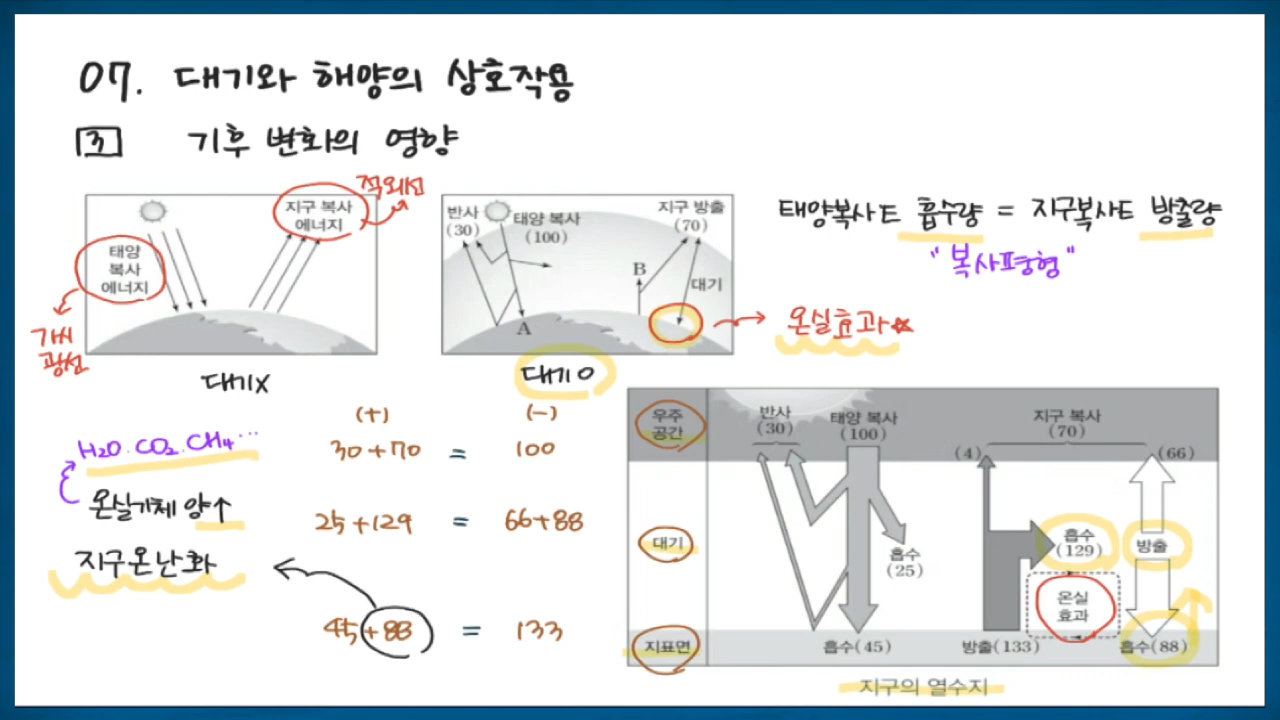 07. 대기와 해양의 상호작용
3 기후 변화의 영향
태양
복사
에너지
지구 복사
에너지
적외선
가시
광선
대기X
반사
(30)
태양 복사
(100)
지구 방출
(70)
B
대기
A
대기O
온실효과☆
태양복사E 흡수량 = 지구복사E 방출량
"복사평형"
(+) (-)
30+70 = 100
25+129 = 66+88
45+88 = 133
H2O. CO2. CH4...
온실기체 양↑
지구온난화
우주
공간
반사
(30)
태양 복사
(100)
지구 복사
(70)
(4)
(66)
대기
흡수
(25)
흡수
(129)
방출
온실
효과
지표면
흡수(45)
방출(133)
흡수(88)
지구의 열수지